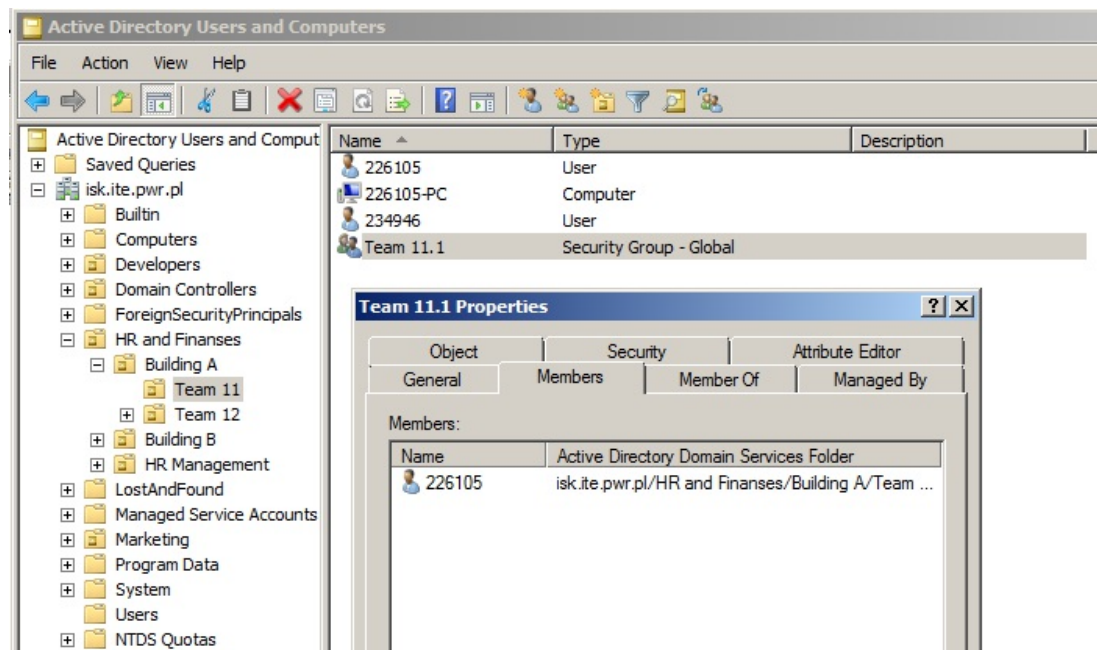 Active Directory Users and Computers
File Action View Help
Active Directory Users and Comput
Saved Queries
isk.ite.pwr.pl
Builtin
Computers
Developers
Domain Controllers
ForeignSecurityPrincipals
HR and Finanses
Building A
Team 11
Team 12
Building B
HR Management
LostAndFound
Managed Service Accounts
Marketing
Program Data
System
Users
NTDS Quotas
Name Type Description
226105 User
226105-PC Computer
234946 User
Team 11.1 Security Group - Global
Team 11.1 Properties
Object Security Attribute Editor
General Members Member Of Managed By
Members:
Name Active Directory Domain Services Folder
226105 isk.ite.pwr.pl/HR and Finanses/Building A/Team ...